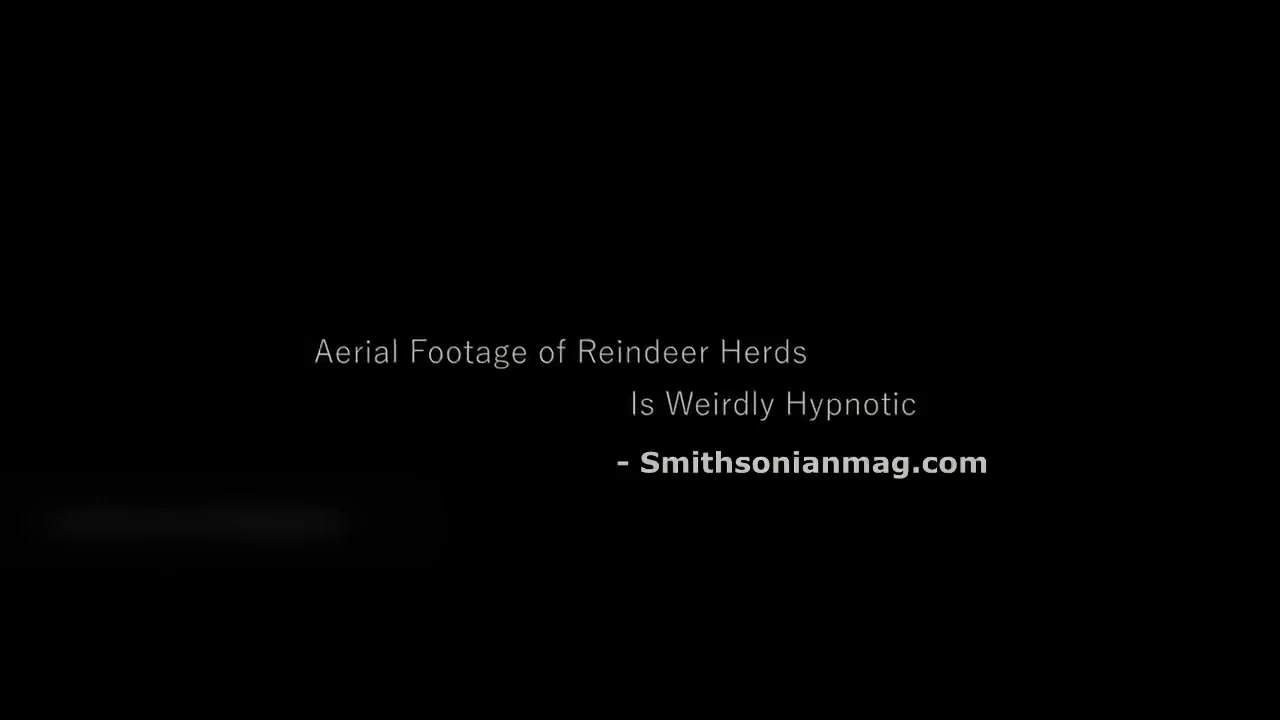 Aerial Footage of Reindeer Herds
Is Weirdly Hypnotic
- Smithsonianmag.com